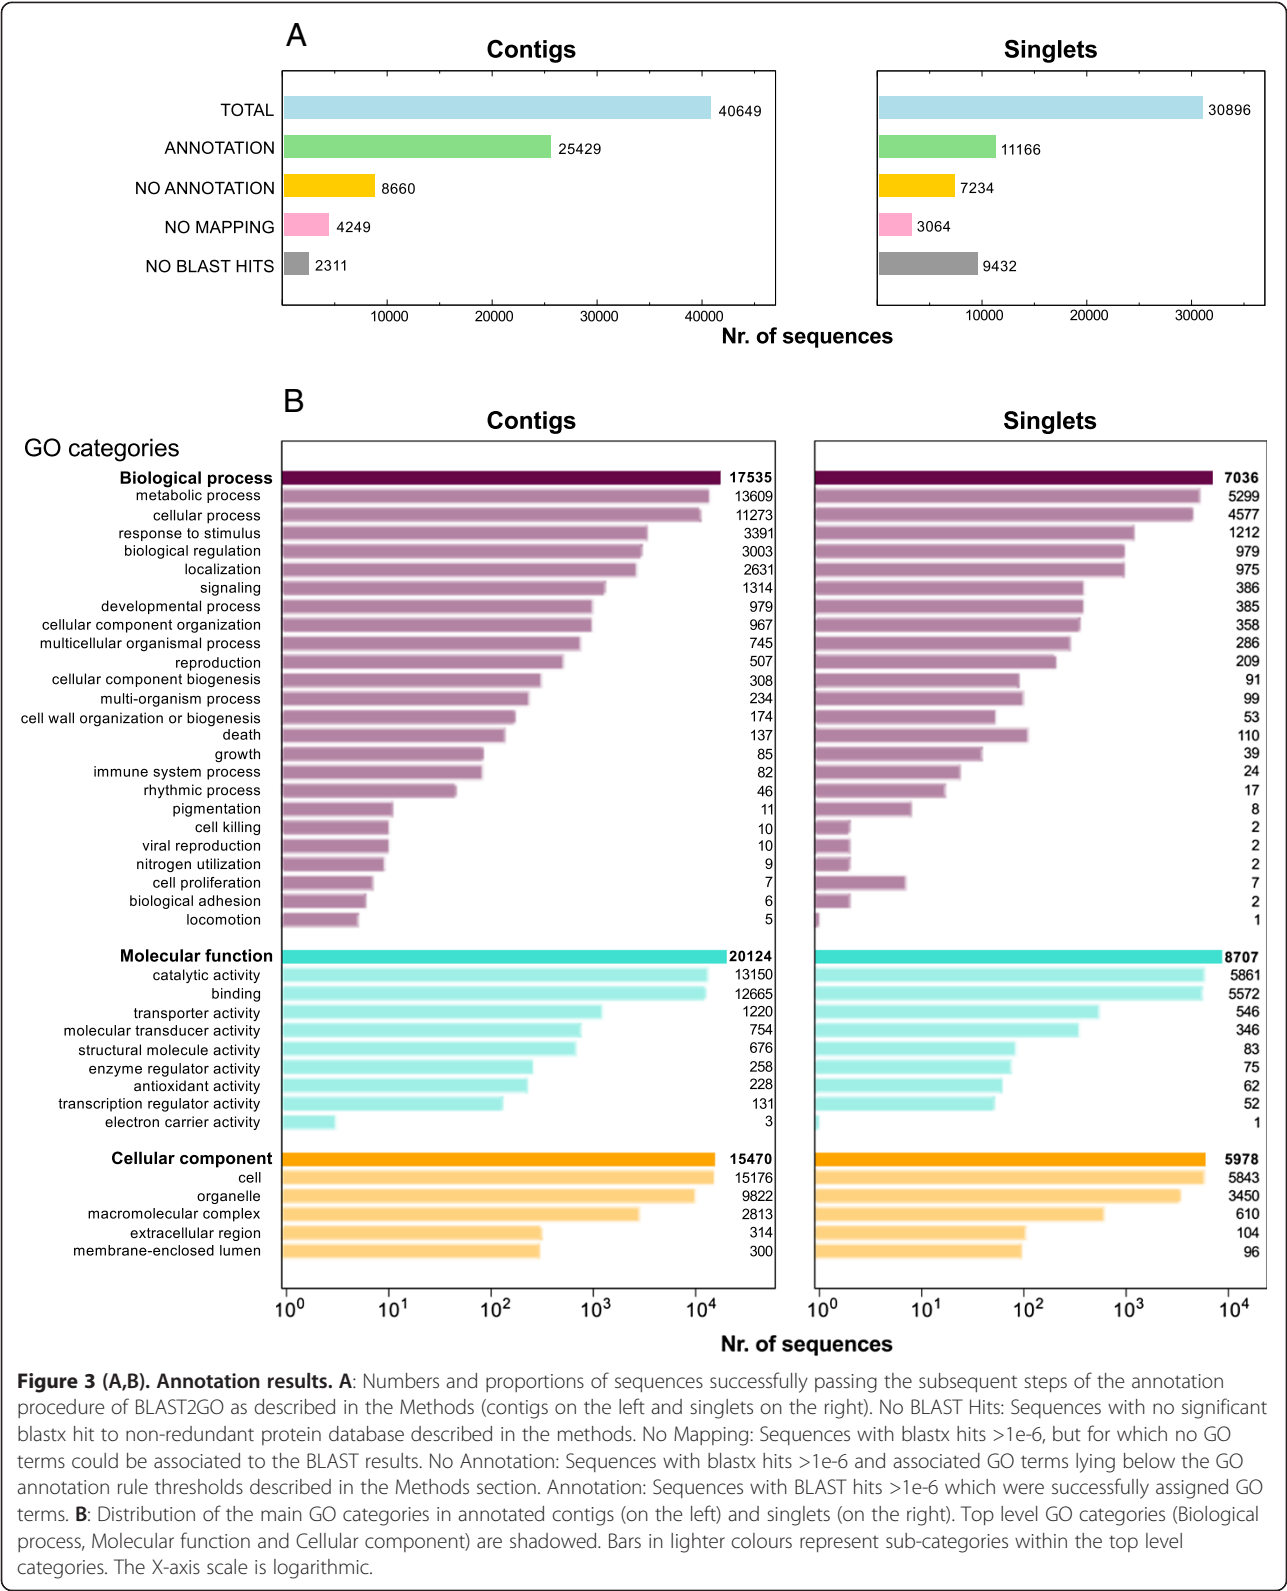 A
Contigs
Singlets
TOTAL 40649 30896
ANNOTATION 25429 11166
NO ANNOTATION 8660 7234
NO MAPPING 4249 3064
NO BLAST HITS 2311 9432
10000 20000 30000 40000 10000 20000 30000
Nr. of sequences
B
Contigs
Singlets
GO categories
Biological process 17535 7036
metabolic process 13609 5299
cellular process 11273 4577
response to stimulus 3391 1212
biological regulation 3003 979
localization 2631 975
signaling 1314 386
developmental process 979 385
cellular component organization 967 358
multicellular organismal process 745 286
reproduction 507 209
cellular component biogenesis 308 91
multi-organism process 234 99
cell wall organization or biogenesis 174 53
death 137 110
growth 85 39
immune system process 82 24
rhythmic process 46 17
pigmentation 11 8
cell killing 10 2
viral reproduction 10 2
nitrogen utilization 9 2
cell proliferation 7 7
biological adhesion 6 2
locomotion 5 1
Molecular function 20124 8707
catalytic activity 13150 5861
binding 12665 5572
transporter activity 1220 546
molecular transducer activity 754 346
structural molecule activity 676 83
enzyme regulator activity 258 75
antioxidant activity 228 62
transcription regulator activity 131 52
electron carrier activity 3 1
Cellular component 15470 5978
cell 15176 5843
organelle 9822 3450
macromolecular complex 2813 610
extracellular region 314 104
membrane-enclosed lumen 300 96
10⁰ 10¹ 10² 10³ 10⁴ 10⁰ 10¹ 10² 10³ 10⁴
Nr. of sequences
Figure 3 (A,B). Annotation results. A: Numbers and proportions of sequences successfully passing the subsequent steps of the annotation
procedure of BLAST2GO as described in the Methods (contigs on the left and singlets on the right). No BLAST Hits: Sequences with no significant
blastx hit to non-redundant protein database described in the methods. No Mapping: Sequences with blastx hits >1e-6, but for which no GO
terms could be associated to the BLAST results. No Annotation: Sequences with blastx hits >1e-6 and associated GO terms lying below the GO
annotation rule thresholds described in the Methods section. Annotation: Sequences with BLAST hits >1e-6 which were successfully assigned GO
terms. B: Distribution of the main GO categories in annotated contigs (on the left) and singlets (on the right). Top level GO categories (Biological
process, Molecular function and Cellular component) are shadowed. Bars in lighter colours represent sub-categories within the top level
categories. The X-axis scale is logarithmic.